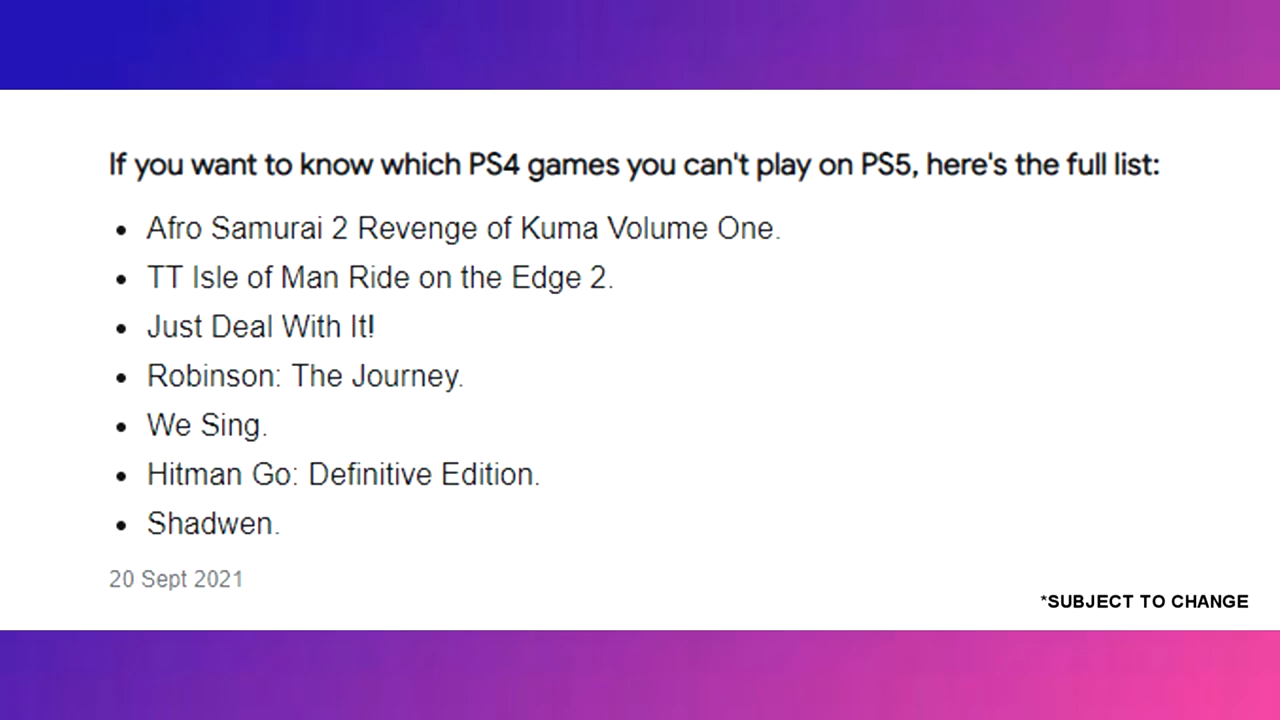 If you want to know which PS4 games you can't play on PS5, here's the full list:
• Afro Samurai 2 Revenge of Kuma Volume One.
• TT Isle of Man Ride on the Edge 2.
• Just Deal With It!
• Robinson: The Journey.
• We Sing.
• Hitman Go: Definitive Edition.
• Shadwen.
20 Sept 2021
*SUBJECT TO CHANGE